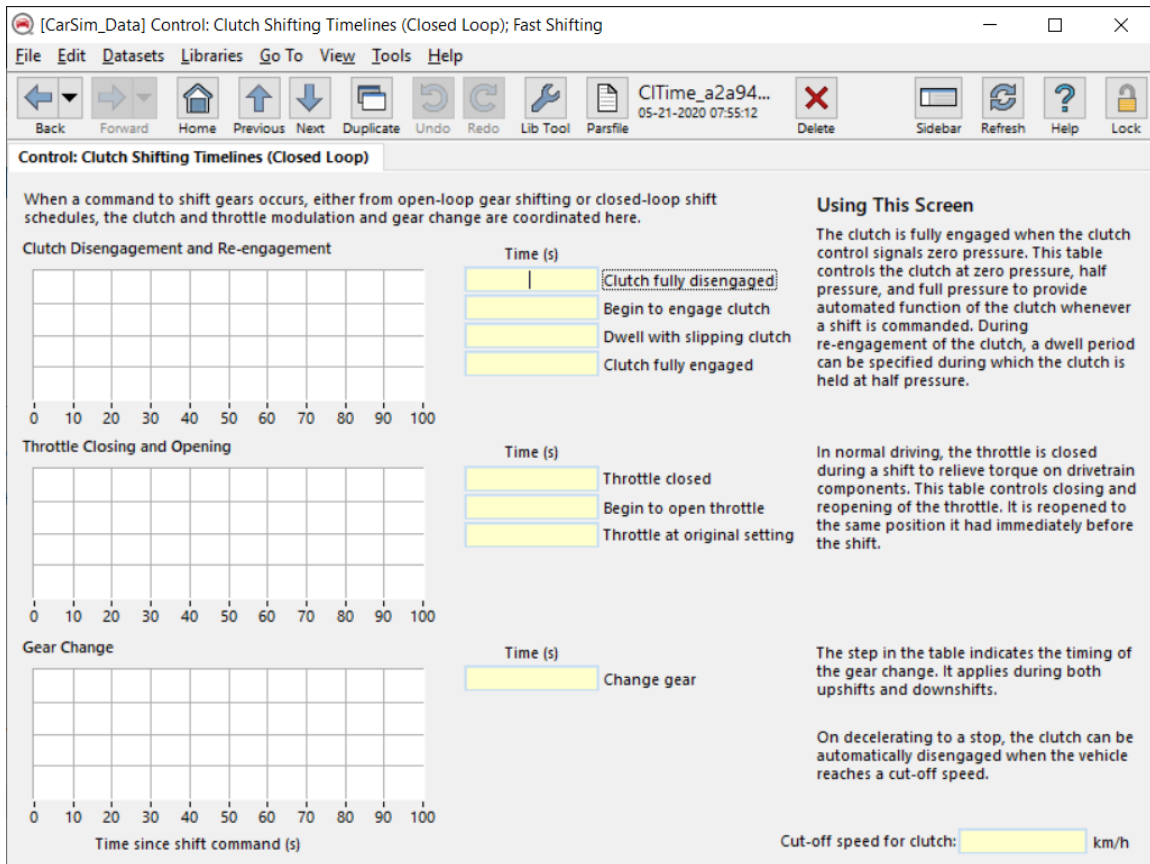 [CarSim_Data] Control: Clutch Shifting Timelines (Closed Loop); Fast Shifting
File Edit Datasets Libraries Go To View Tools Help
ClTime_a2a94...
05-21-2020 07:55:12
Back Forward Home Previous Next Duplicate Undo Redo Lib Tool Parsfile Delete Sidebar Refresh Help Lock
Control: Clutch Shifting Timelines (Closed Loop)
When a command to shift gears occurs, either from open-loop gear shifting or closed-loop shift
schedules, the clutch and throttle modulation and gear change are coordinated here.
Clutch Disengagement and Re-engagement
0 10 20 30 40 50 60 70 80 90 100
Time (s)
Clutch fully disengaged
Begin to engage clutch
Dwell with slipping clutch
Clutch fully engaged
Using This Screen
The clutch is fully engaged when the clutch
control signals zero pressure. This table
controls the clutch at zero pressure, half
pressure, and full pressure to provide
automated function of the clutch whenever
a shift is commanded. During
re-engagement of the clutch, a dwell period
can be specified during which the clutch is
held at half pressure.
Throttle Closing and Opening
0 10 20 30 40 50 60 70 80 90 100
Time (s)
Throttle closed
Begin to open throttle
Throttle at original setting
In normal driving, the throttle is closed
during a shift to relieve torque on drivetrain
components. This table controls closing and
reopening of the throttle. It is reopened to
the same position it had immediately before
the shift.
Gear Change
0 10 20 30 40 50 60 70 80 90 100
Time since shift command (s)
Time (s)
Change gear
The step in the table indicates the timing of
the gear change. It applies during both
upshifts and downshifts.
On decelerating to a stop, the clutch can be
automatically disengaged when the vehicle
reaches a cut-off speed.
Cut-off speed for clutch: km/h